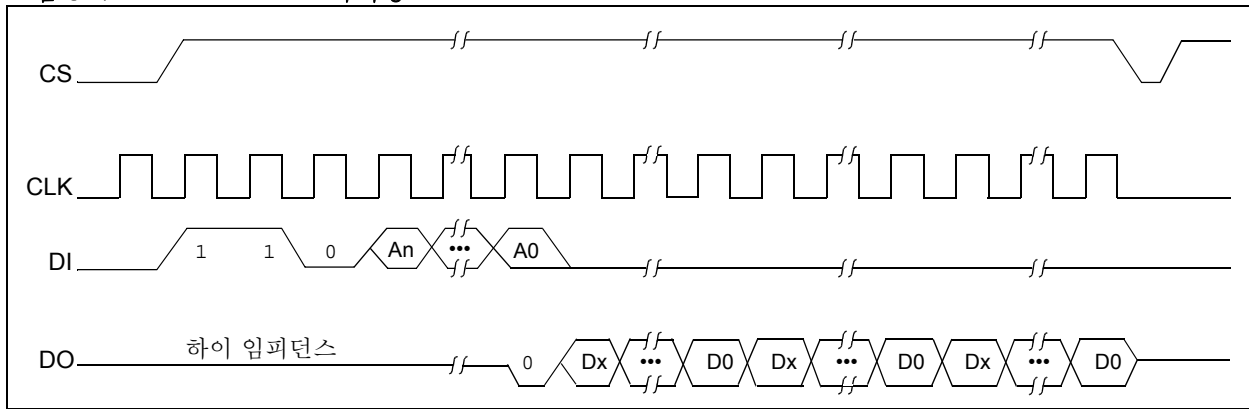 CS
CLK
DI 1 1 0 An ••• A0
DO 하이 임피던스 0 Dx ••• D0 Dx ••• D0 Dx ••• D0